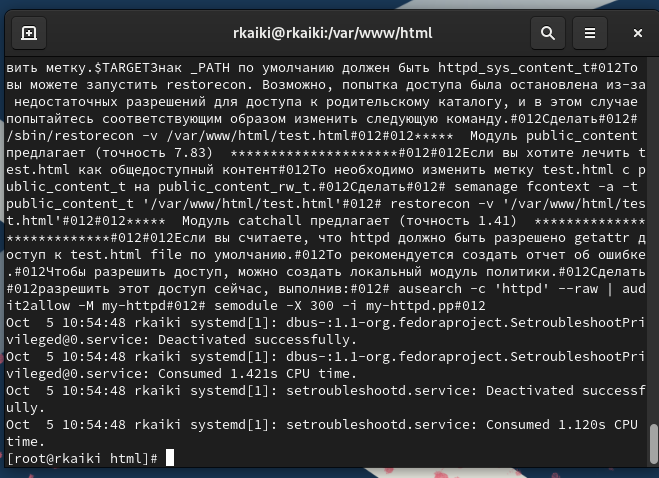 rkaiki@rkaiki:/var/www/html
вить метку.$TARGETЗнак _PATH по умолчанию должен быть httpd_sys_content_t#012То
вы можете запустить restorecon. Возможно, попытка доступа была остановлена из-за
 недостаточных разрешений для доступа к родительскому каталогу, и в этом случае
попытайтесь соответствующим образом изменить следующую команду.#012Сделать#012#
/sbin/restorecon -v /var/www/html/test.html#012#012*****  Модуль public_content
предлагает (точность 7.83)  *********************#012#012Если вы хотите лечить t
est.html как общедоступный контент#012То необходимо изменить метку test.html с p
ublic_content_t на public_content_rw_t.#012Сделать#012# semanage fcontext -a -t
public_content_t '/var/www/html/test.html'#012# restorecon -v '/var/www/html/tes
t.html'#012#012*****  Модуль catchall предлагает (точность 1.41)  **************
*************#012#012Если вы считаете, что httpd должно быть разрешено getattr д
оступ к test.html file по умолчанию.#012То рекомендуется создать отчет об ошибке
.#012Чтобы разрешить доступ, можно создать локальный модуль политики.#012Сделать
#012разрешить этот доступ сейчас, выполнив:#012# ausearch -c 'httpd' --raw | aud
it2allow -M my-httpd#012# semodule -X 300 -i my-httpd.pp#012
Oct  5 10:54:48 rkaiki systemd[1]: dbus-:1.1-org.fedoraproject.SetroubleshootPri
vileged@0.service: Deactivated successfully.
Oct  5 10:54:48 rkaiki systemd[1]: dbus-:1.1-org.fedoraproject.SetroubleshootPri
vileged@0.service: Consumed 1.421s CPU time.
Oct  5 10:54:48 rkaiki systemd[1]: setroubleshootd.service: Deactivated successf
ully.
Oct  5 10:54:48 rkaiki systemd[1]: setroubleshootd.service: Consumed 1.120s CPU
time.
[root@rkaiki html]#